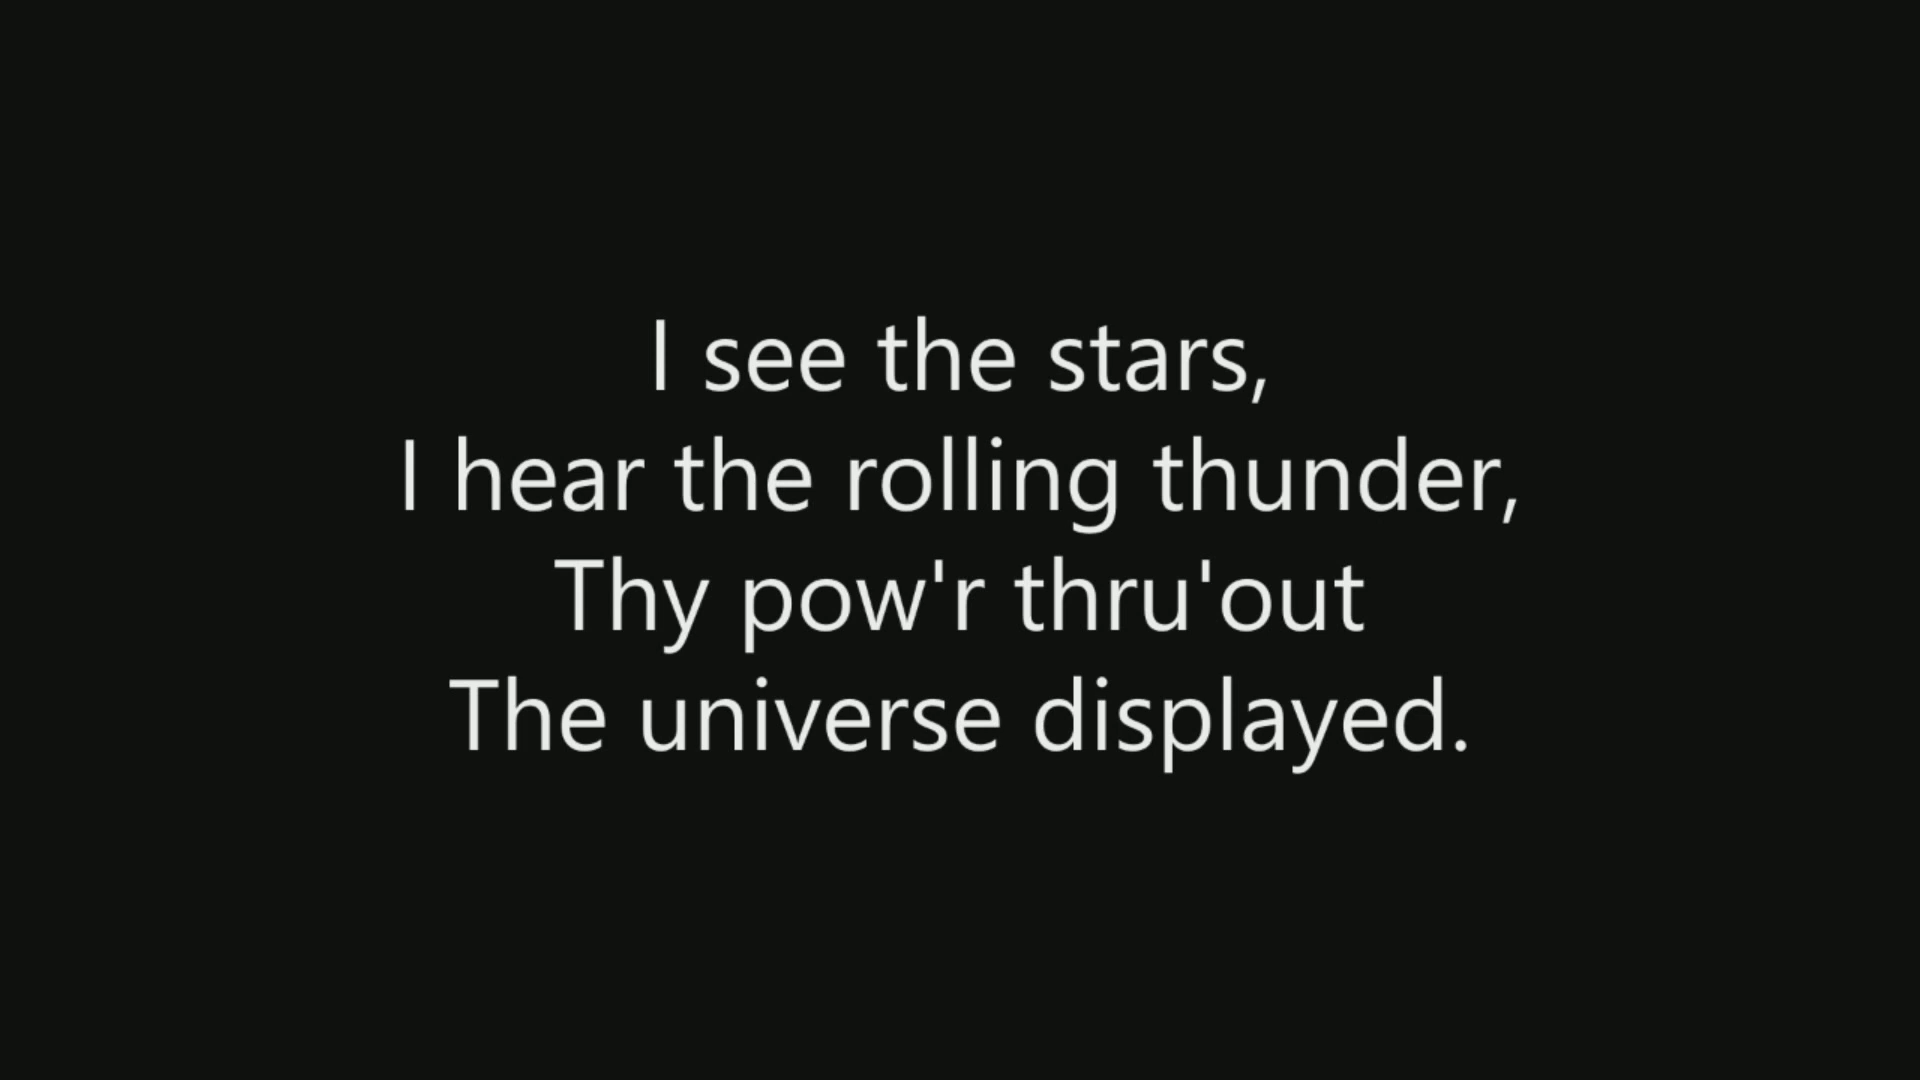 I see the stars,
I hear the rolling thunder,
Thy pow'r thru'out
The universe displayed.